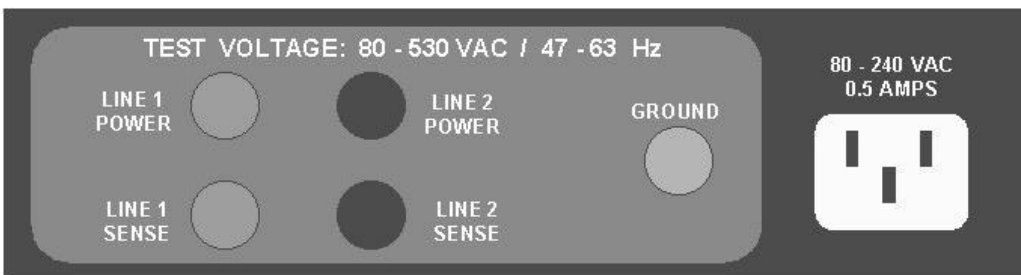 TEST VOLTAGE: 80 - 530 VAC / 47 - 63 Hz
LINE 1
POWER
LINE 2
POWER
GROUND
LINE 1
SENSE
LINE 2
SENSE
80 - 240 VAC
0.5 AMPS